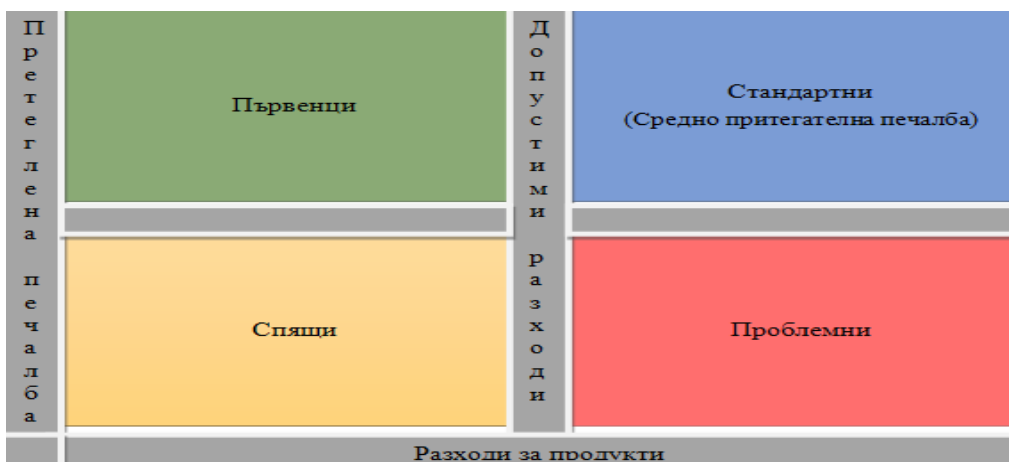 Претеглена печалба
Първенци
Допустими разходи
Стандартни
(Средно притегателна печалба)
Спящи
Проблемни
Разходи за продукти